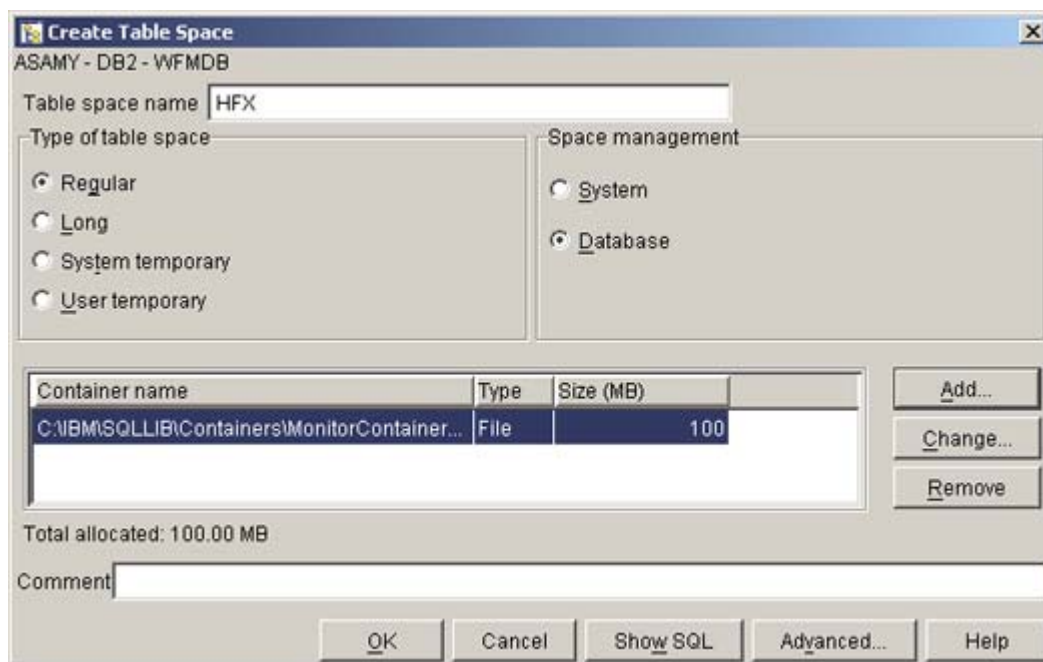 Create Table Space
ASAMY - DB2 - WFMDB
Table space name HFX
Type of table space
Regular
Long
System temporary
User temporary
Space management
System
Database
Container name Type Size (MB)
C:\IBM\SQLLIB\Containers\MonitorContainer... File 100
Add...
Change...
Remove
Total allocated: 100.00 MB
Comment
OK Cancel Show SQL Advanced... Help